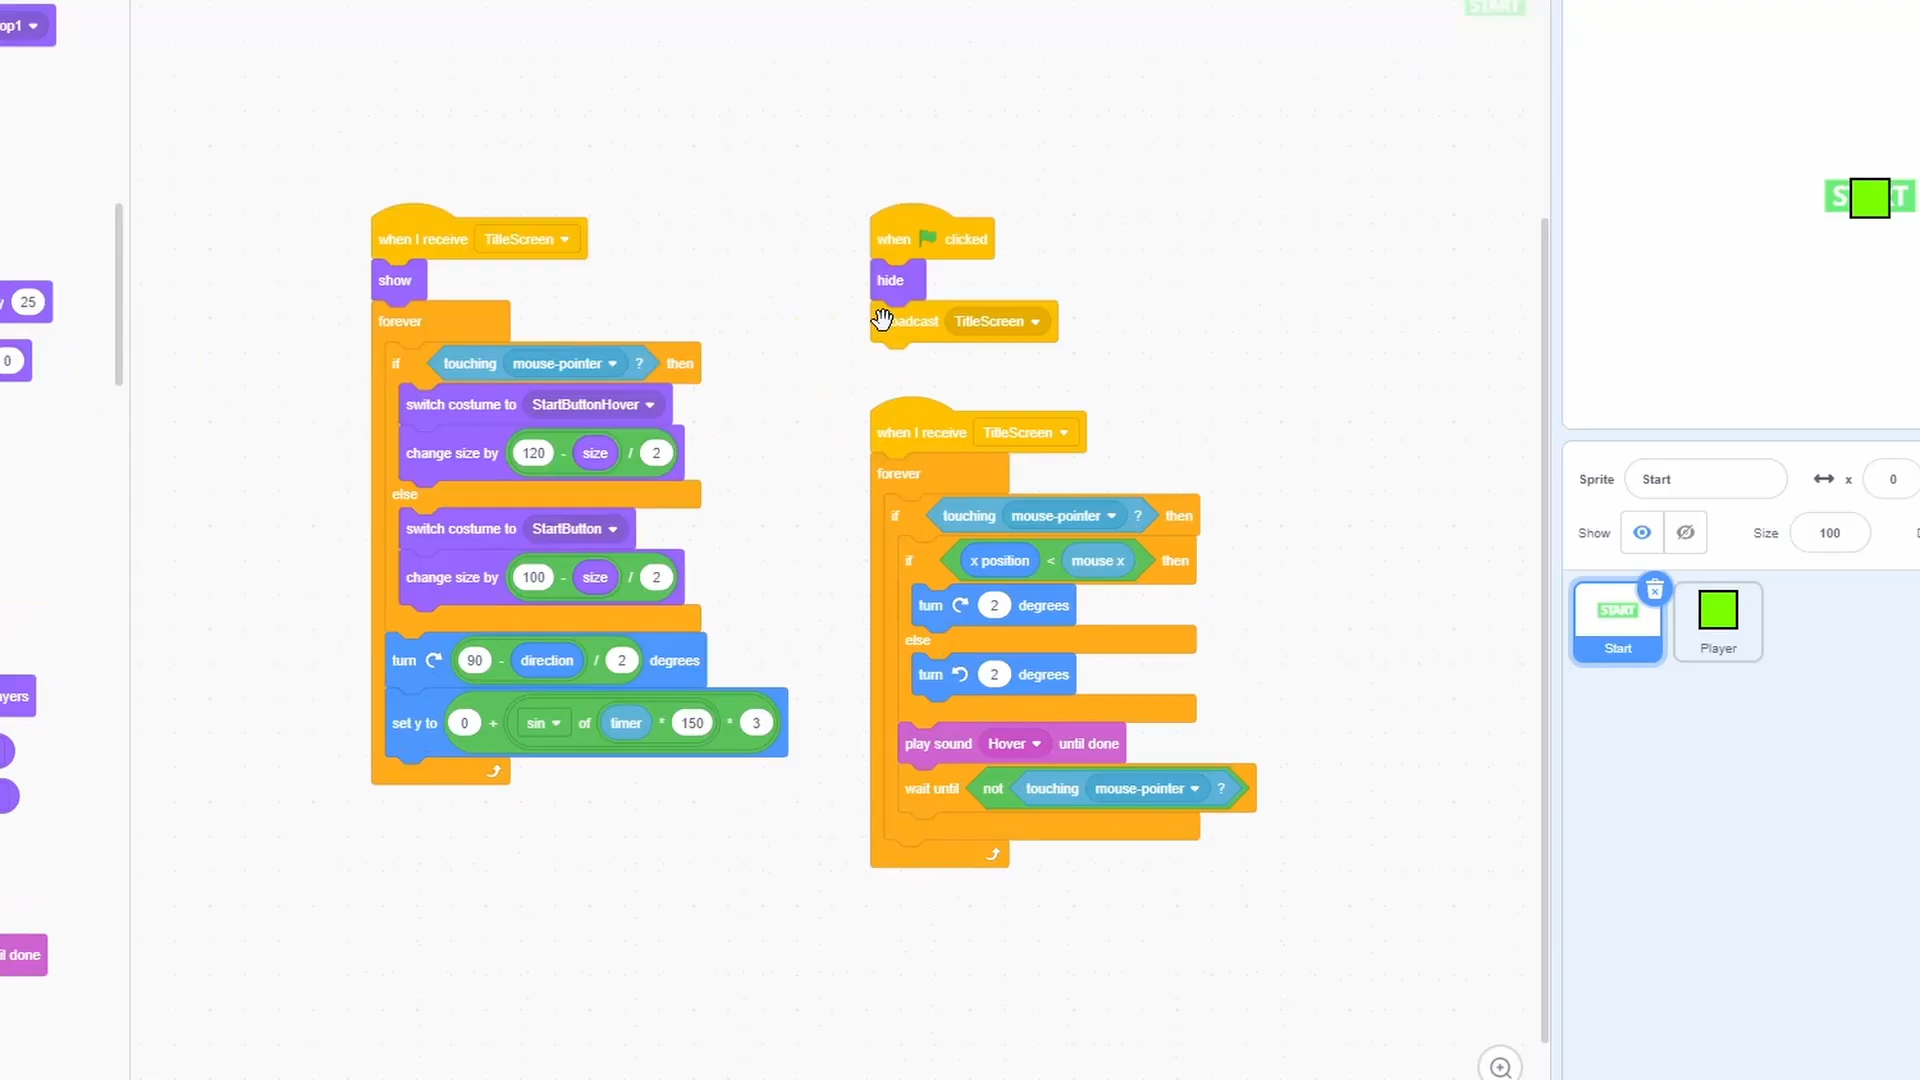 op1
START
when I receive TitleScreen
show
forever
if touching mouse-pointer ? then
switch costume to StartButtonHover
change size by 120 - size / 2
else
switch costume to StartButton
change size by 100 - size / 2
turn 90 - direction / 2 degrees
set y to 0 + sin of timer * 150 * 3
when clicked
hide
adcast TitleScreen
when I receive TitleScreen
forever
if touching mouse-pointer ? then
if x position < mouse x then
turn 2 degrees
else
turn 2 degrees
play sound Hover until done
wait until not touching mouse-pointer ?
y 25
0
ayers
il done
S T
Sprite Start x 0
Show Size 100
START
Start
Player